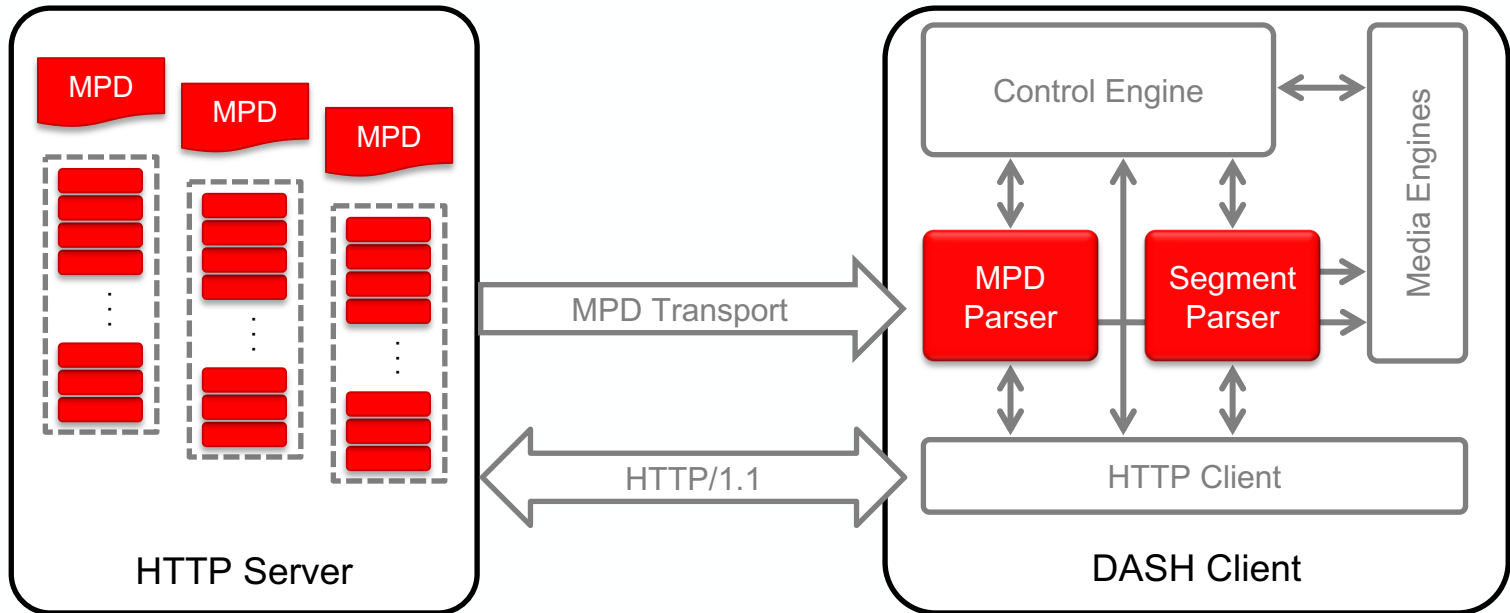 MPD
MPD
MPD
HTTP Server
MPD Transport
HTTP/1.1
Control Engine
Media Engines
MPD
Parser
Segment
Parser
HTTP Client
DASH Client